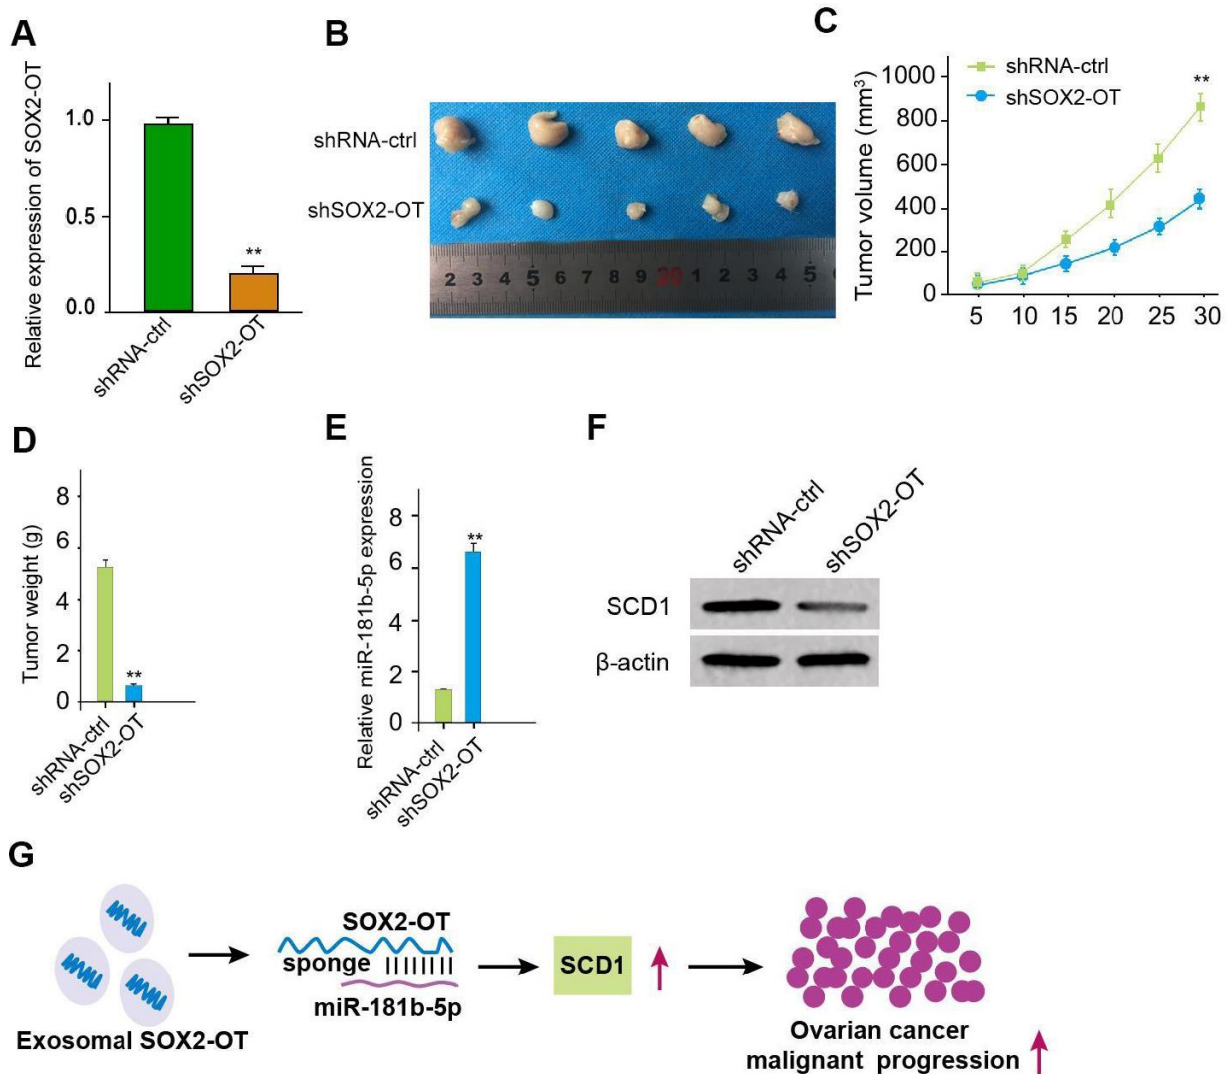 A
Relative expression of SOX2-OT
1.0
0.5
0.0
shRNA-ctrl
shSOX2-OT
**
B
shRNA-ctrl
shSOX2-OT
2 3 4 5 6 7 8 9 20 1 2 3 4 5
C
Tumor volume (mm³)
1000
800
600
400
200
0
5 10 15 20 25 30
shRNA-ctrl
shSOX2-OT
**
D
Tumor weight (g)
8
6
4
2
0
**
shRNA-ctrl
shSOX2-OT
E
Relative miR-181b-5p expression
8
6
4
2
0
**
shRNA-ctrl
shSOX2-OT
F
shRNA-ctrl
shSOX2-OT
SCD1
β-actin
G
Exosomal SOX2-OT
SOX2-OT
sponge
miR-181b-5p
SCD1
Ovarian cancer
malignant progression